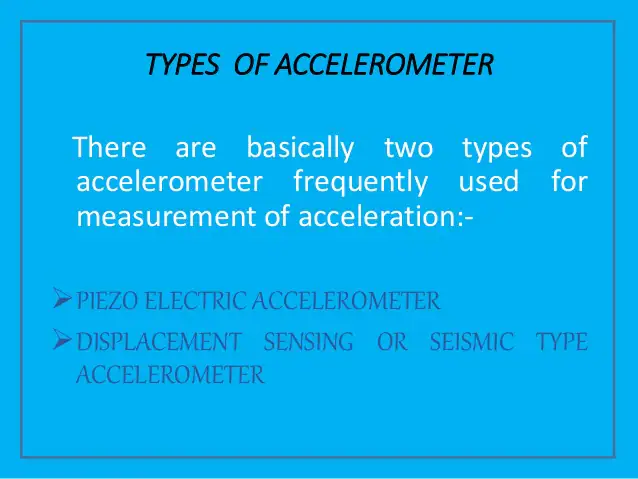 TYPES OF ACCELEROMETER
There are basically two types of
accelerometer frequently used for
measurement of acceleration:-
➢PIEZO ELECTRIC ACCELEROMETER
➢DISPLACEMENT SENSING OR SEISMIC TYPE
ACCELEROMETER